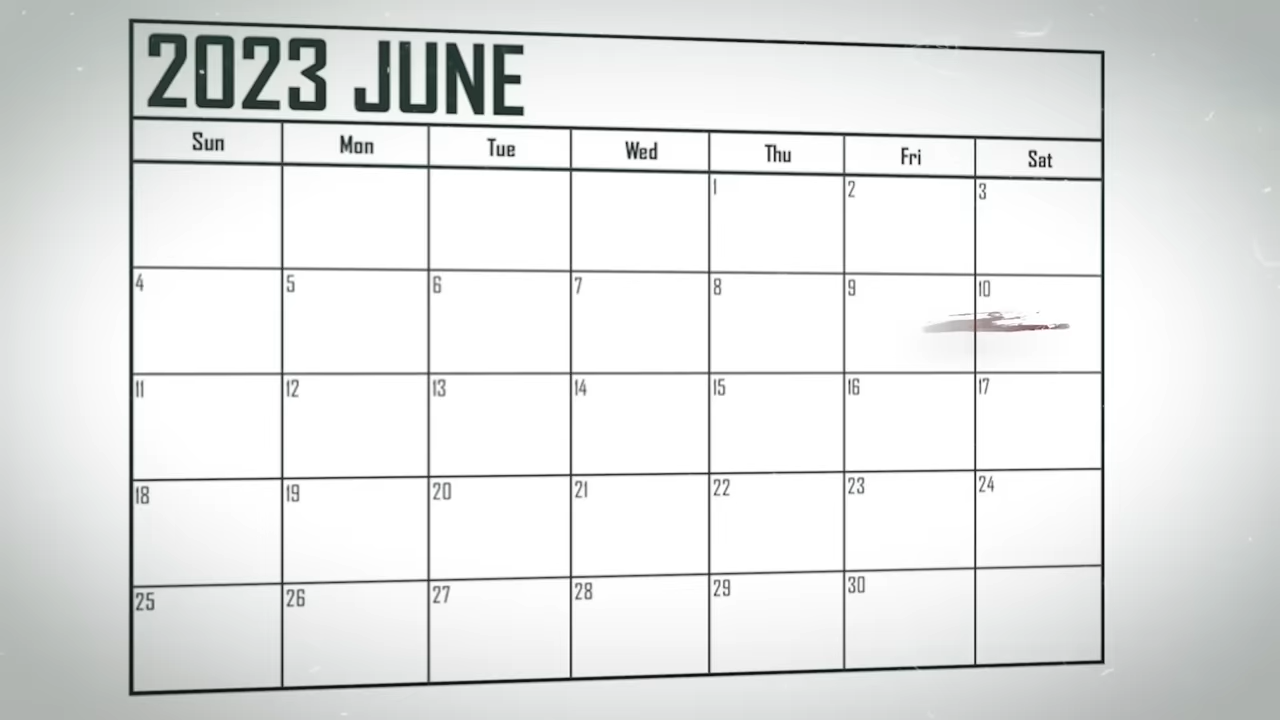 2023 JUNE
Sun Mon Tue Wed Thu Fri Sat
1 2 3
4 5 6 7 8 9 10
11 12 13 14 15 16 17
18 19 20 21 22 23 24
25 26 27 28 29 30